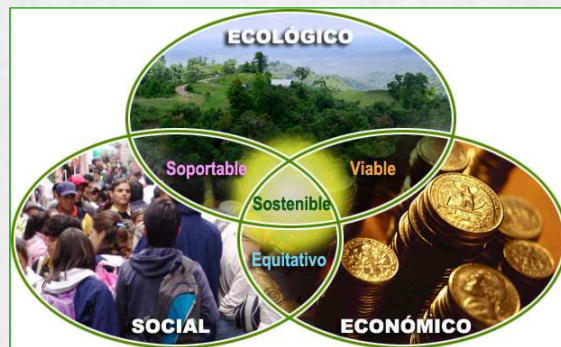 ECOLÓGICO
Soportable
Viable
Sostenible
Equitativo
SOCIAL
ECONÓMICO